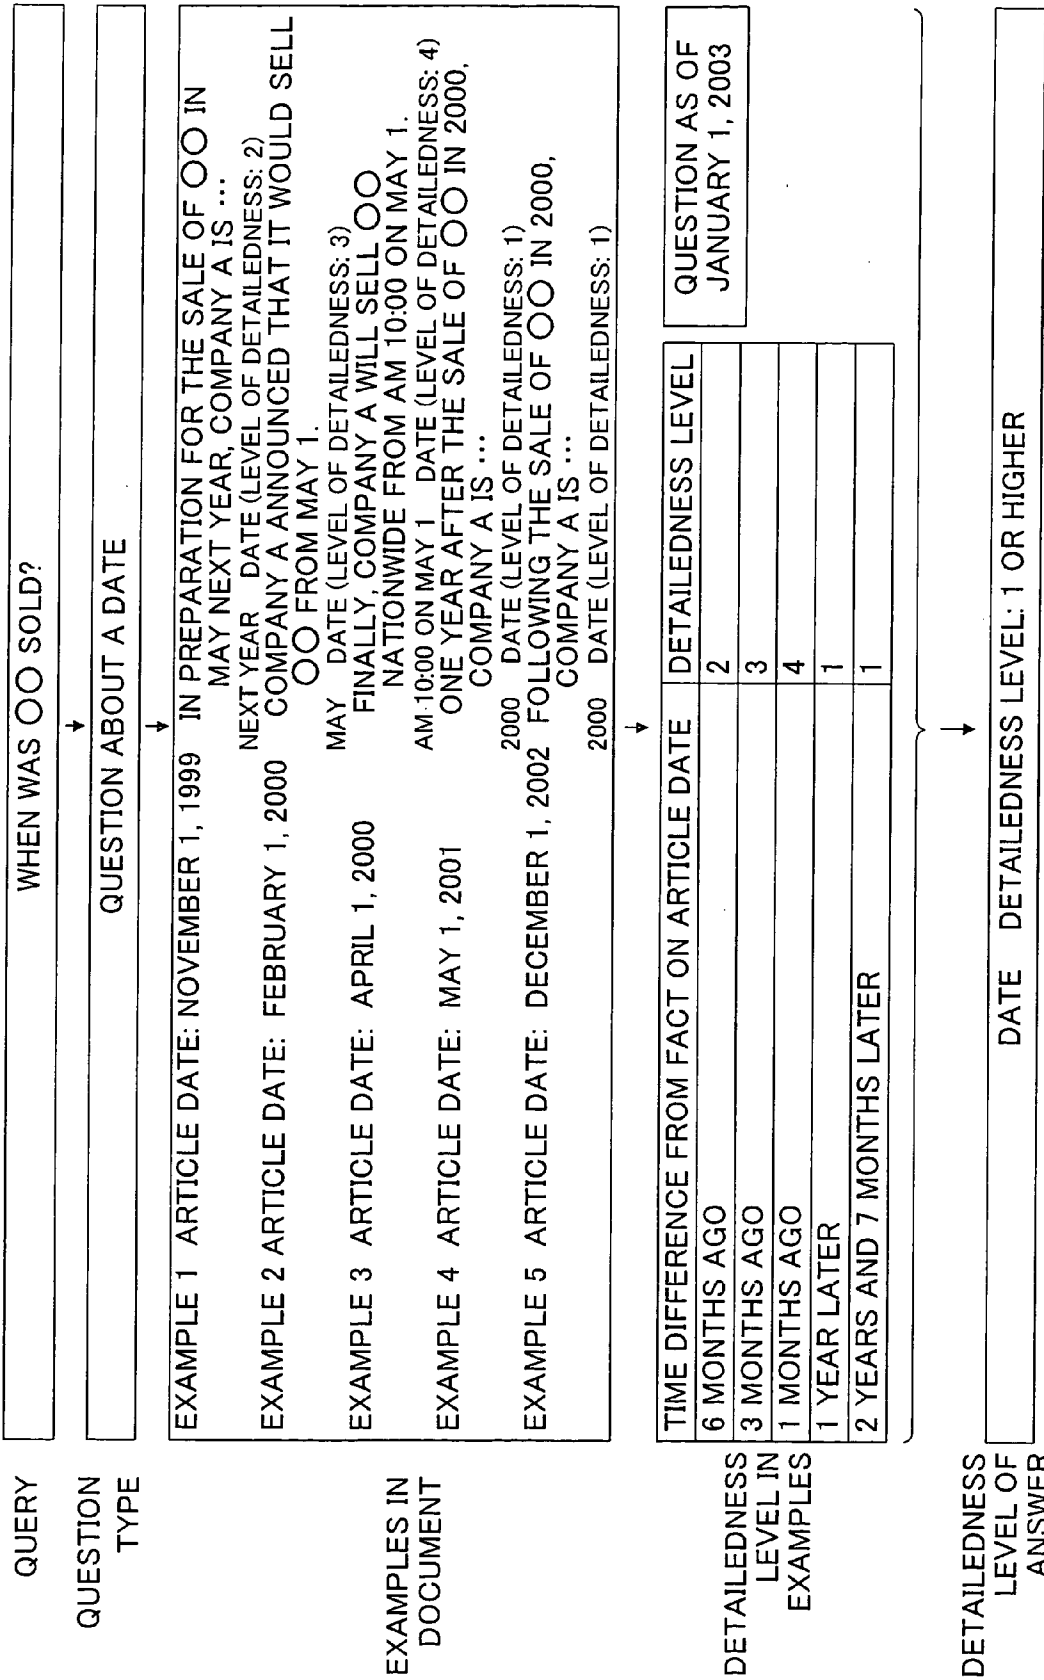 QUERY
WHEN WAS ○○ SOLD?
QUESTION
TYPE
QUESTION ABOUT A DATE
EXAMPLES IN
DOCUMENT
EXAMPLE 1 ARTICLE DATE: NOVEMBER 1, 1999 IN PREPARATION FOR THE SALE OF ○○ IN
MAY NEXT YEAR, COMPANY A IS ...
NEXT YEAR DATE (LEVEL OF DETAILEDNESS: 2)
EXAMPLE 2 ARTICLE DATE: FEBRUARY 1, 2000 COMPANY A ANNOUNCED THAT IT WOULD SELL
○○ FROM MAY 1.
MAY DATE (LEVEL OF DETAILEDNESS: 3)
EXAMPLE 3 ARTICLE DATE: APRIL 1, 2000 FINALLY, COMPANY A WILL SELL ○○
NATIONWIDE FROM AM 10:00 ON MAY 1.
AM 10:00 ON MAY 1 DATE (LEVEL OF DETAILEDNESS: 4)
EXAMPLE 4 ARTICLE DATE: MAY 1, 2001 ONE YEAR AFTER THE SALE OF ○○ IN 2000,
COMPANY A IS ...
2000 DATE (LEVEL OF DETAILEDNESS: 1)
EXAMPLE 5 ARTICLE DATE: DECEMBER 1, 2002 FOLLOWING THE SALE OF ○○ IN 2000,
COMPANY A IS ...
2000 DATE (LEVEL OF DETAILEDNESS: 1)
DETAILEDNESS
LEVEL IN
EXAMPLES
TIME DIFFERENCE FROM FACT ON ARTICLE DATE DETAILEDNESS LEVEL
6 MONTHS AGO 2
3 MONTHS AGO 3
1 MONTHS AGO 4
1 YEAR LATER 1
2 YEARS AND 7 MONTHS LATER 1
QUESTION AS OF
JANUARY 1, 2003
DETAILEDNESS
LEVEL OF
ANSWER
DATE DETAILEDNESS LEVEL: 1 OR HIGHER